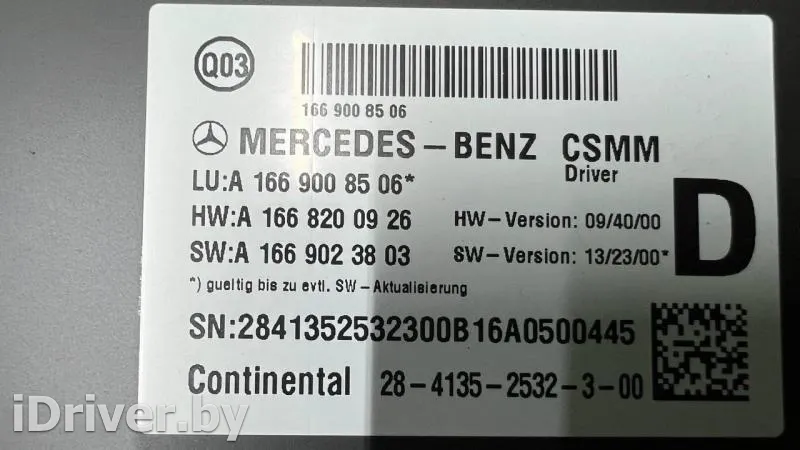 Q03
166 900 85 06
MERCEDES-BENZ CSMM
Driver
LU:A 166 900 85 06*
HW:A 166 820 09 26 HW-Version: 09/40/00
SW:A 166 902 38 03 SW-Version: 13/23/00*
D
*) gueltig bis zu evtl. SW-Aktualisierung
SN:2841352532300B16A0500445
Continental 28-4135-2532-3-00
iDriver.by